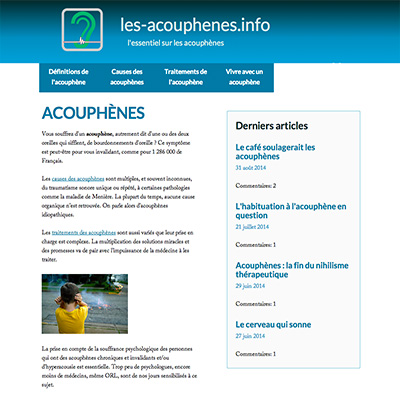 les-acouphenes.info
l'essentiel sur les acouphènes
Définitions de
l'acouphène
Causes des
acouphènes
Traitements de
l'acouphène
Vivre avec un
acouphène
ACOUPHÈNES
Vous souffrez d'un acouphène, autrement dit d'une ou des deux
oreilles qui sifflent, de bourdonnements d'oreille ? Ce symptôme
est peut-être pour vous invalidant, comme pour 1 286 000 de
Français.
Les causes des acouphènes sont multiples, et souvent inconnues,
du traumatisme sonore unique ou répété, à certaines pathologies
comme la maladie de Menière. La plupart du temps, aucune cause
organique n'est retrouvée. On parle alors d'acouphènes
idiopathiques.
Les traitements des acouphènes sont aussi variés que leur prise en
charge est complexe. La multiplication des solutions miracles et
des promesses va de pair avec l'impuissance de la médecine à les
traiter.
La prise en compte de la souffrance psychologique des personnes
qui ont des acouphènes chroniques et invalidants et/ou
d'hyperacousie est essentielle. Trop peu de psychologues, encore
moins de médecins, même ORL, sont de nos jours sensibilisés à ce
sujet.
Derniers articles
Le café soulagerait les
acouphènes
31 août 2014
Commentaires: 2
L'habituation à l'acouphène en
question
21 juillet 2014
Commentaires: 1
Acouphènes : la fin du nihilisme
thérapeutique
29 juin 2014
Commentaires: 1
Le cerveau qui sonne
27 juin 2014
Commentaires: 1